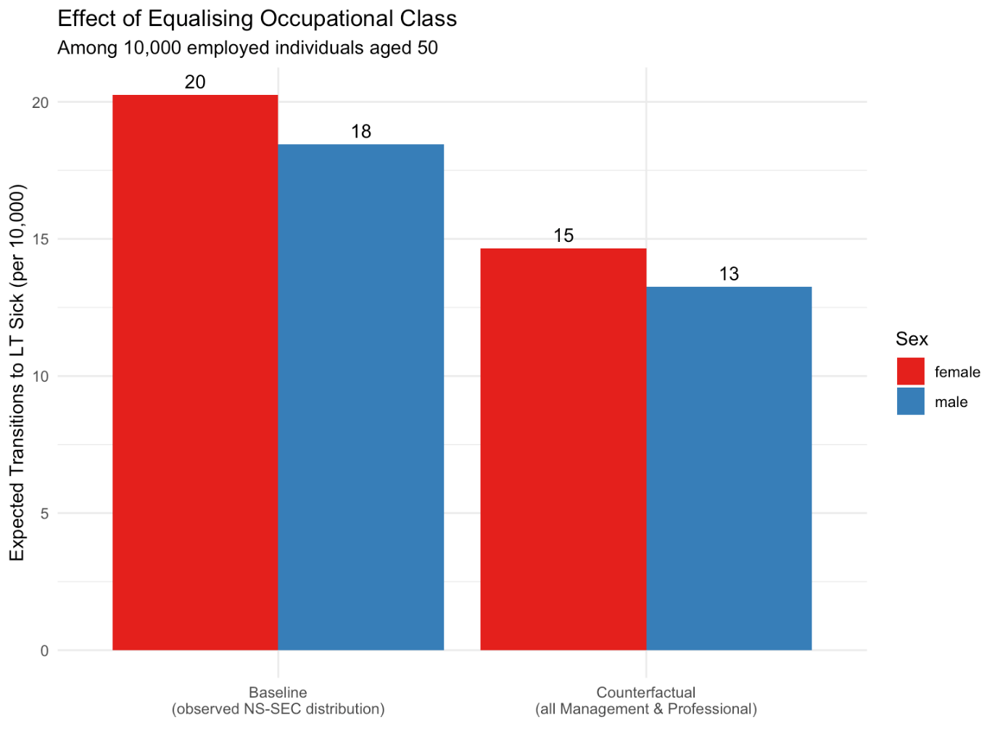 Effect of Equalising Occupational Class
Among 10,000 employed individuals aged 50
Expected Transitions to LT Sick (per 10,000)
20
15
10
5
0
20
18
15
13
Baseline
(observed NS-SEC distribution)
Counterfactual
(all Management & Professional)
Sex
female
male